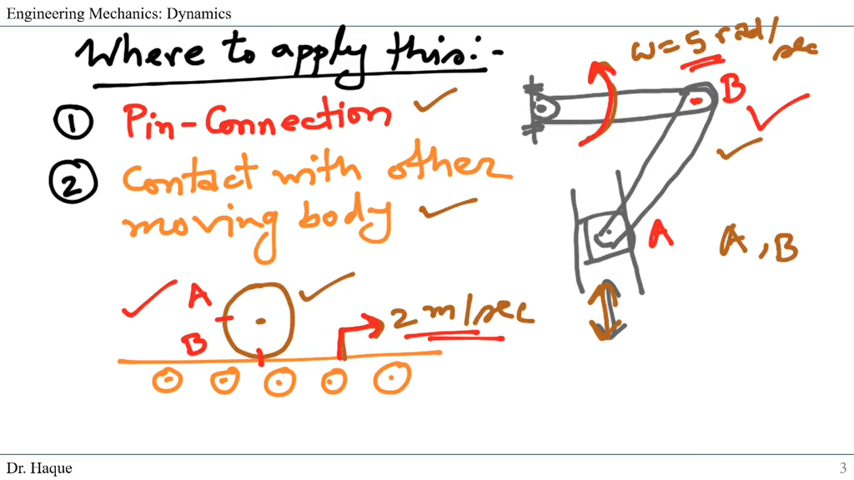 Engineering Mechanics: Dynamics
Where to apply this:-
① Pin-Connection
② Contact with other
moving body
ω = 5 rad/sec
B
A
A, B
A
B
2 m/sec
Dr. Haque
3